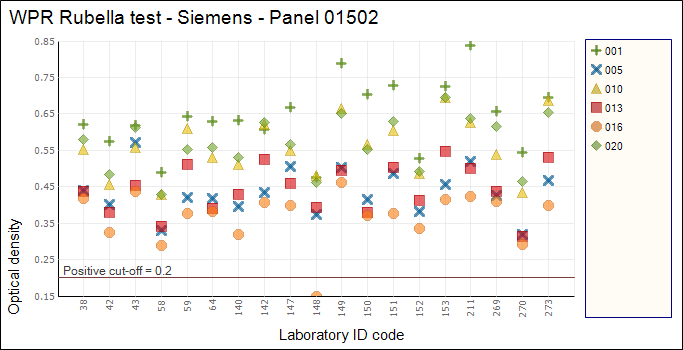 WPR Rubella test - Siemens - Panel 01502
0.85
0.75
0.65
0.55
0.45
0.35
0.25
0.15
Optical density
Positive cut-off = 0.2
38 42 43 58 59 64 140 142 147 148 149 150 151 152 153 211 269 270 273
Laboratory ID code
001
005
010
013
016
020